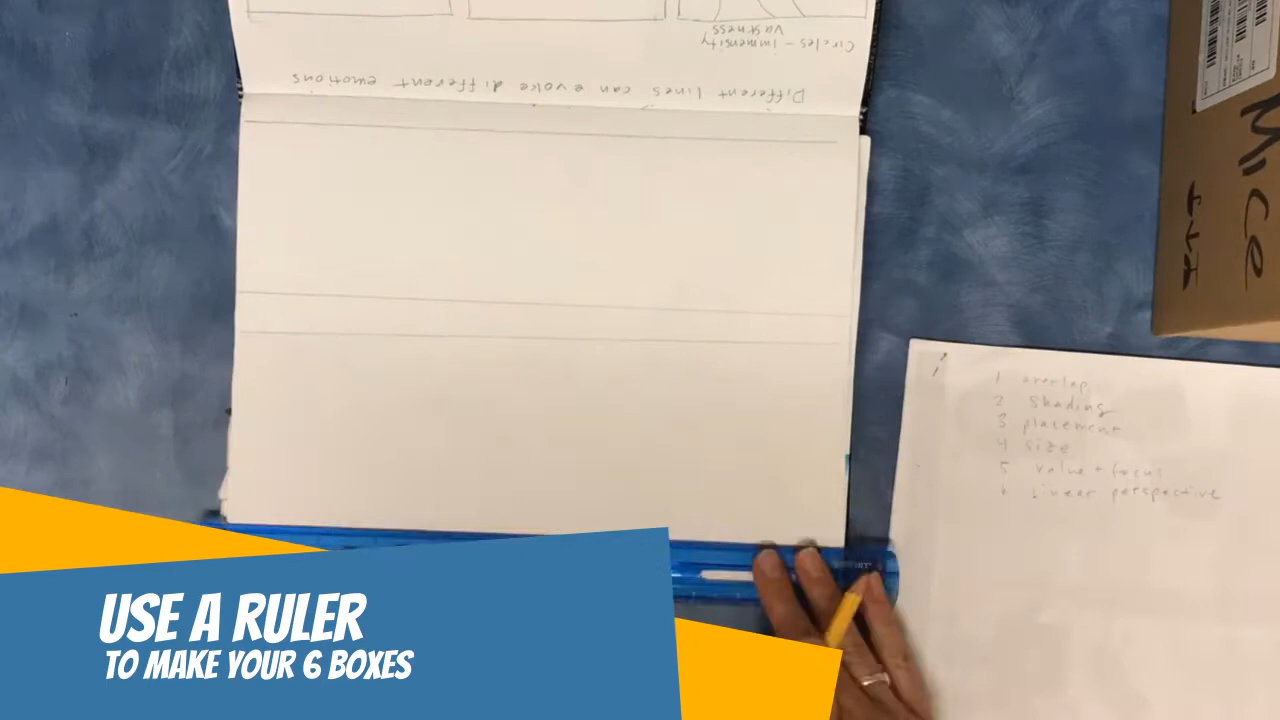 Circles - immensity
vastness
Different lines can evoke different emotions
MICE
1 overlap
2 Shading
3 placement
4 size
5 value + focus
6 Linear perspective
USE A RULER
TO MAKE YOUR 6 BOXES